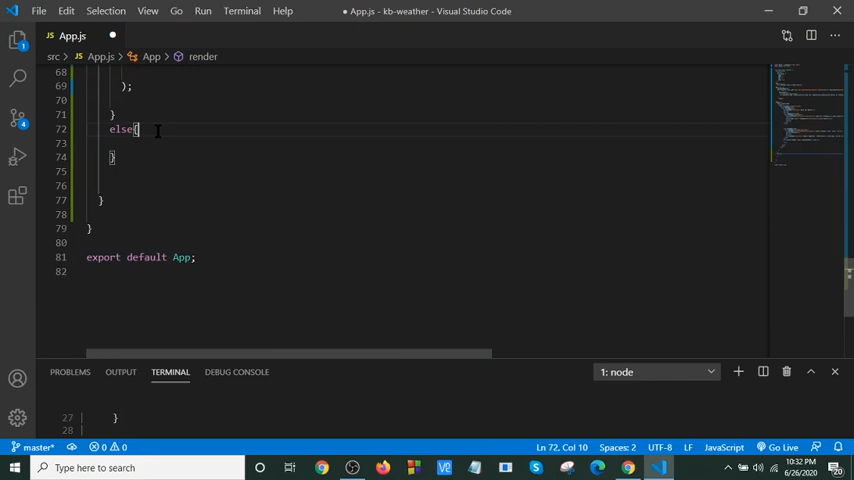 File Edit Selection View Go Run Terminal Help
● App.js - kb-weather - Visual Studio Code
JS App.js ●
src > JS App.js > App > render
68
69 );
70
71 }
72 else{
73
74 }
75
76
77 }
78
79 }
80
81 export default App;
82
PROBLEMS OUTPUT TERMINAL DEBUG CONSOLE 1: node
27 | }
28 |
master* 0 0 Ln 72, Col 10 Spaces: 2 UTF-8 LF JavaScript Go Live
Type here to search
10:32 PM
6/26/2020
1
4
20